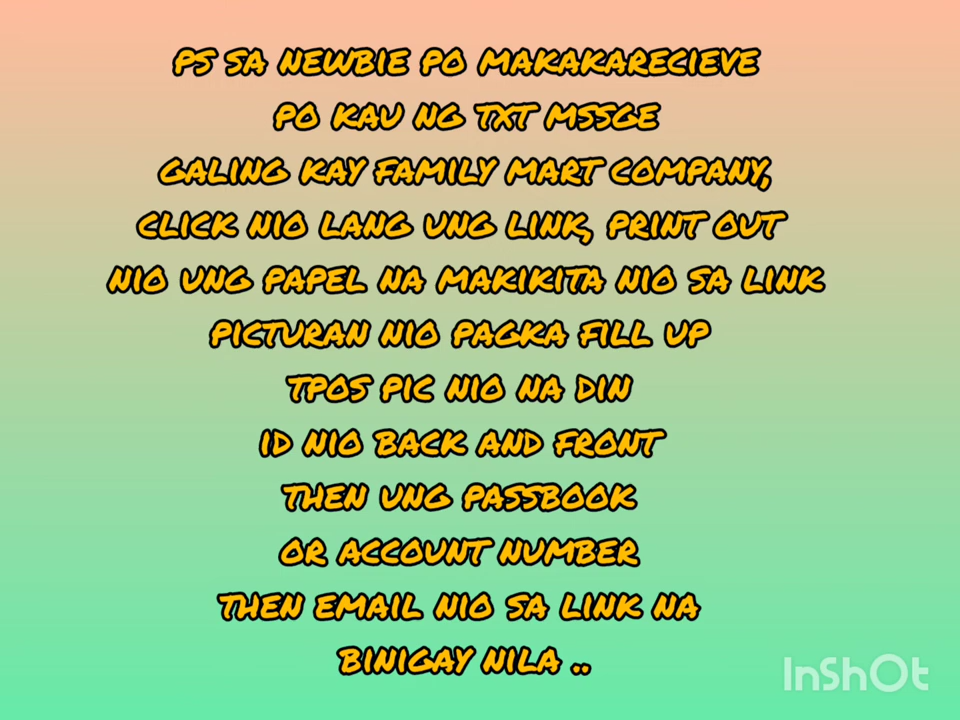 PS SA NEWBIE PO MAKAKARECIEVE
PO KAU NG TXT MSSGE
GALING KAY FAMILY MART COMPANY,
CLICK NIO LANG UNG LINK, PRINT OUT
NIO UNG PAPEL NA MAKIKITA NIO SA LINK
PICTURAN NIO PAGKA FILL UP
TPOS PIC NIO NA DIN
ID NIO BACK AND FRONT
THEN UNG PASSBOOK
OR ACCOUNT NUMBER
THEN EMAIL NIO SA LINK NA
BINIGAY NILA ..
InShOt